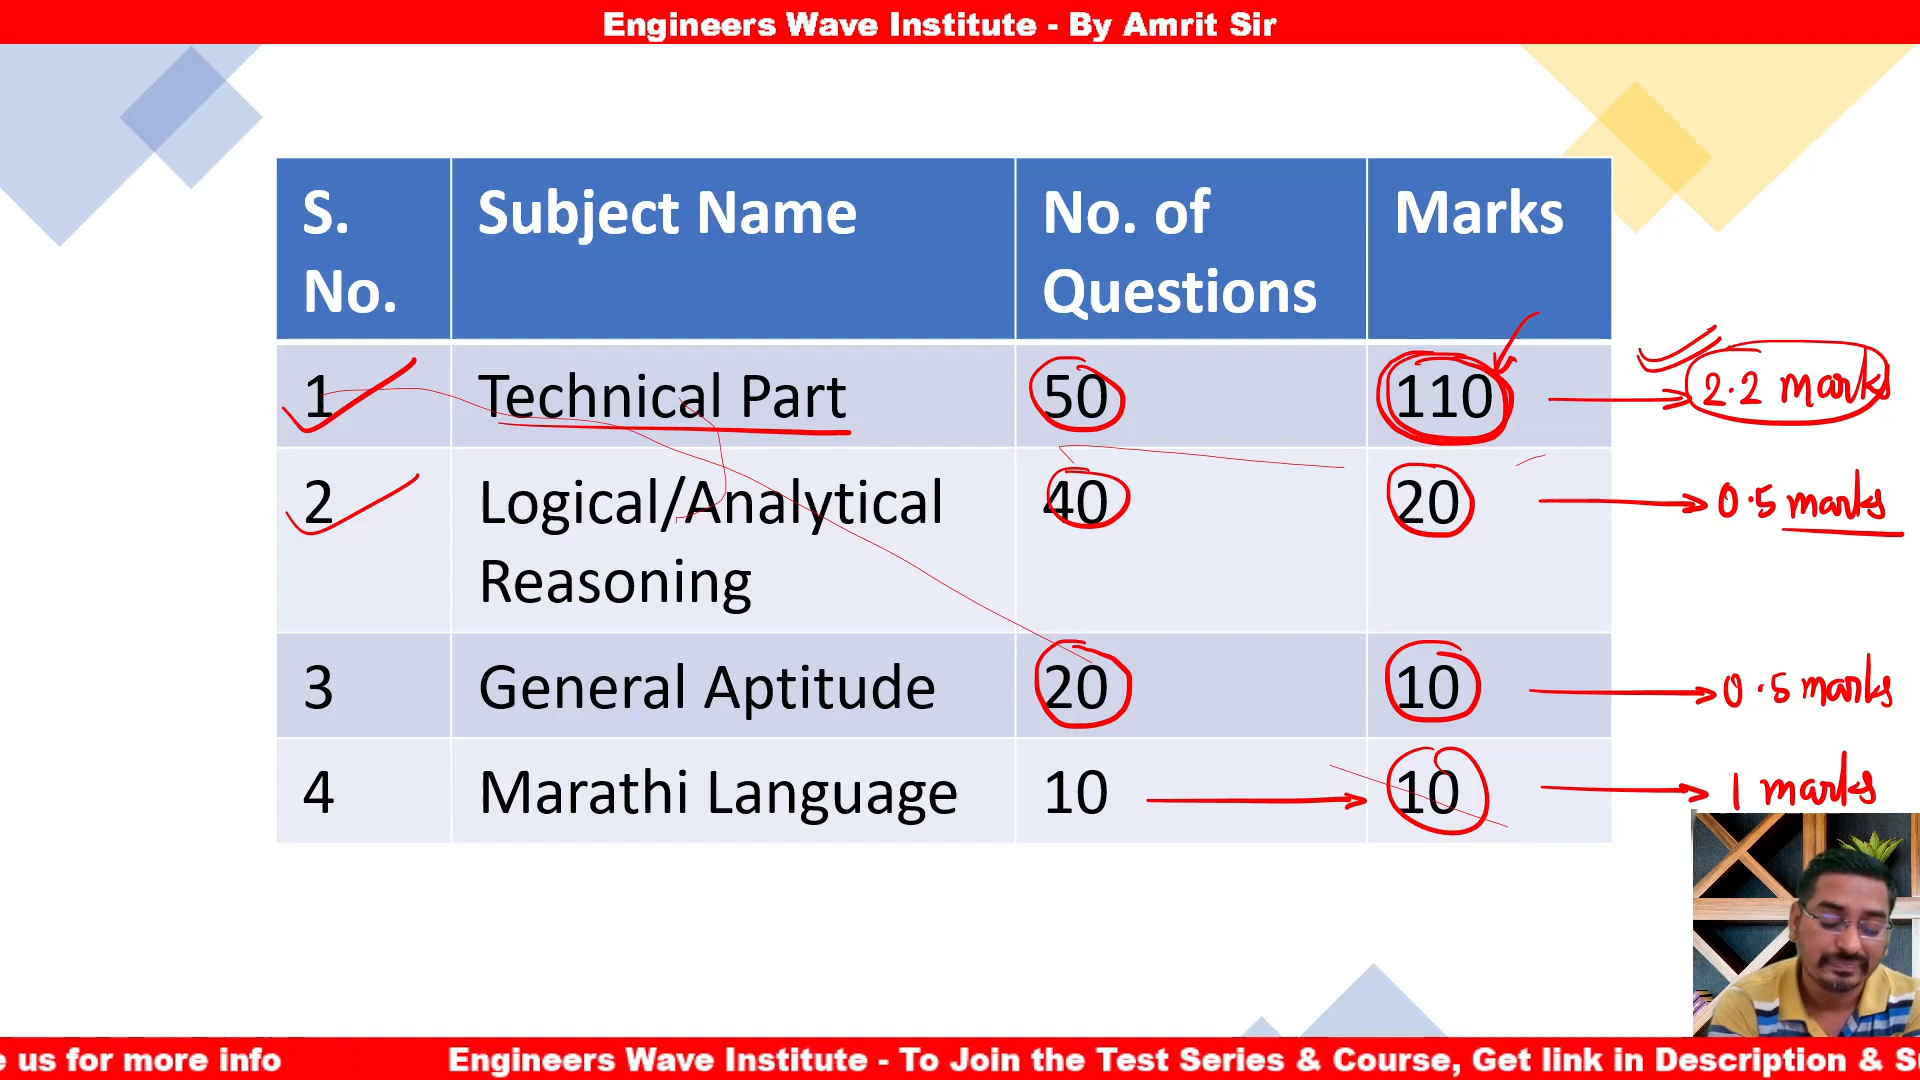 Engineers Wave Institute - By Amrit Sir
S. No. Subject Name No. of Questions Marks
1 Technical Part 50 110 2.2 marks
2 Logical/Analytical Reasoning 40 20 0.5 marks
3 General Aptitude 20 10 0.5 marks
4 Marathi Language 10 10 1 marks
e us for more info Engineers Wave Institute - To Join the Test Series & Course, Get link in Description & S